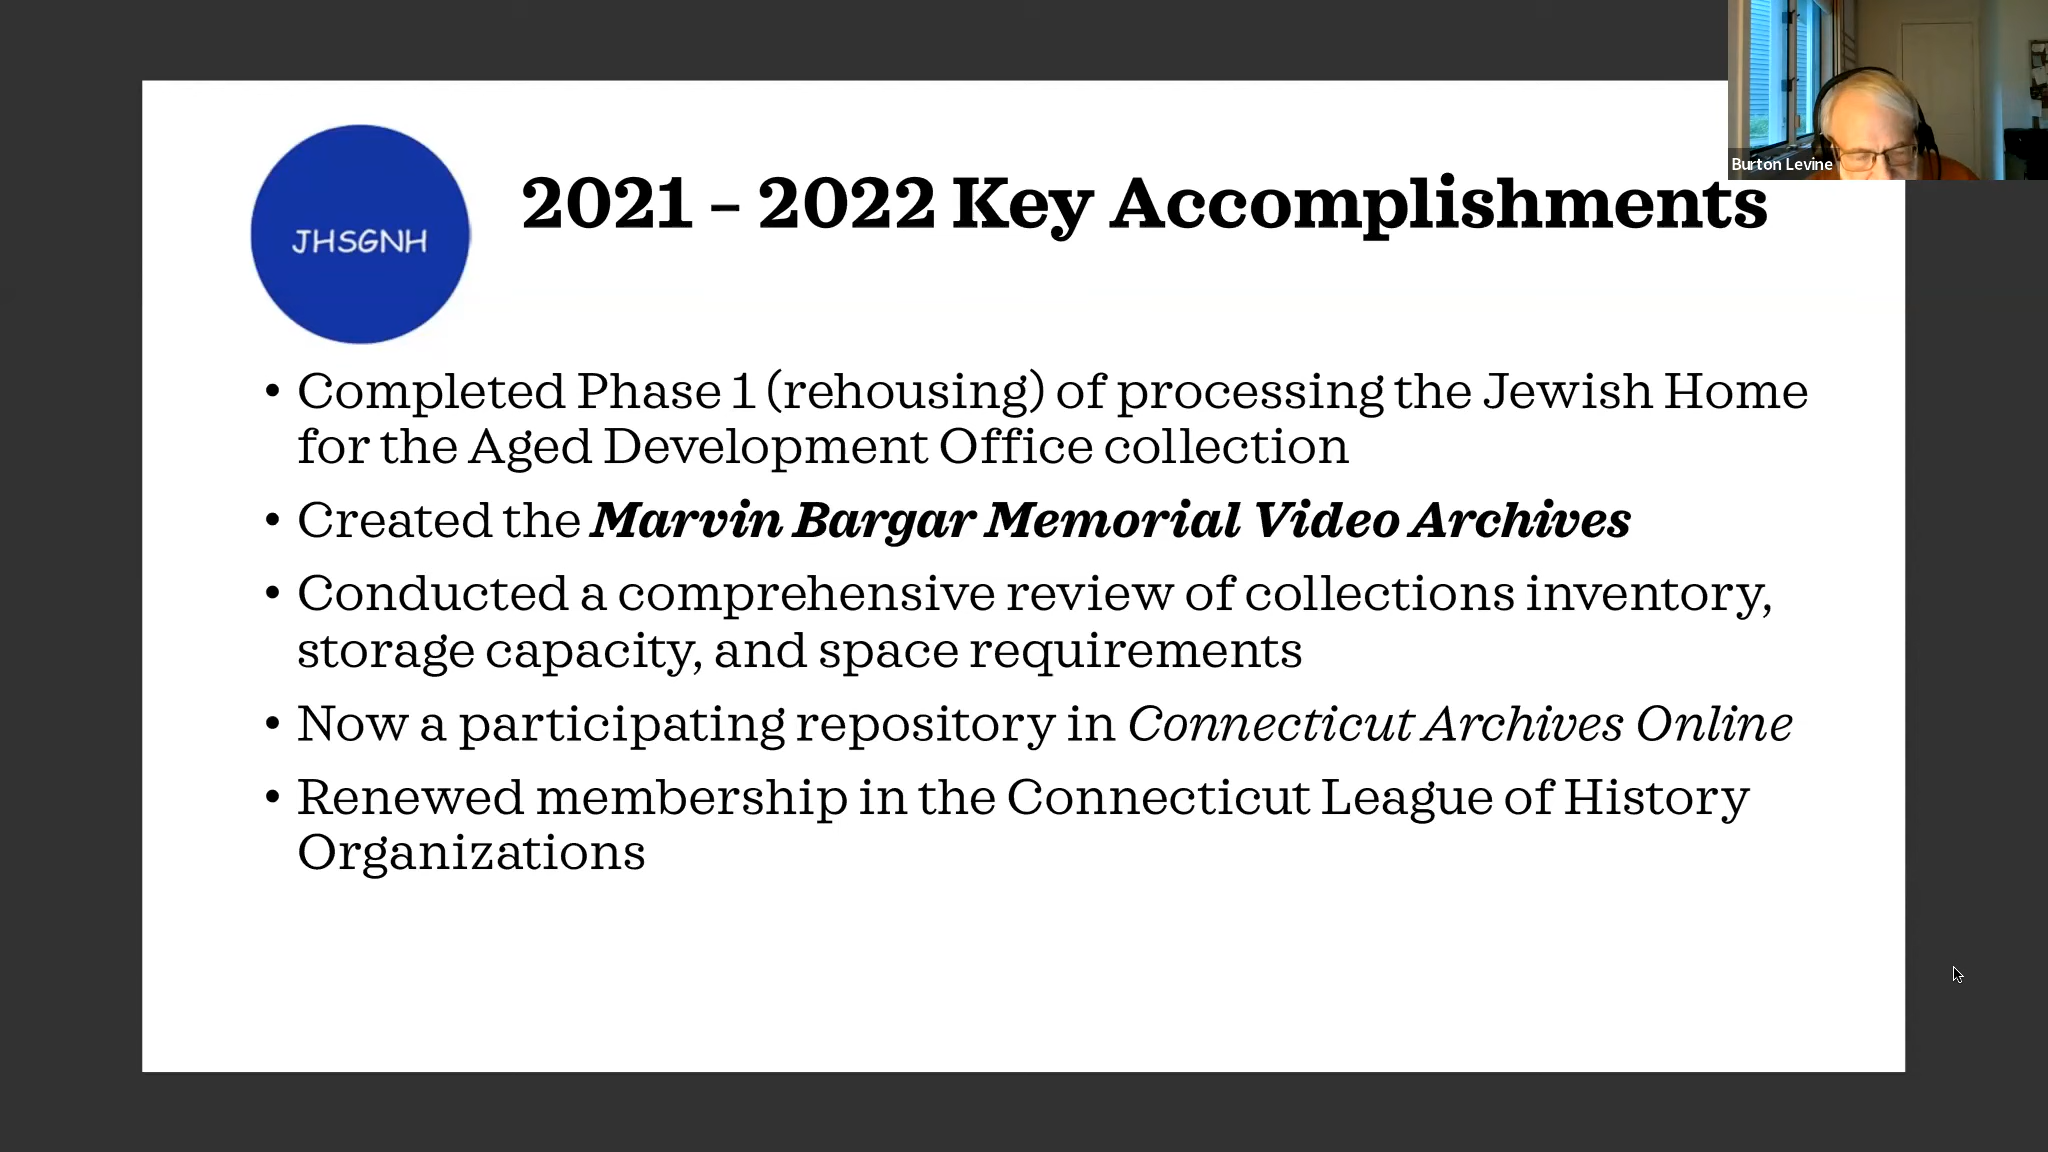 Burton Levine
JHSGNH
2021 – 2022 Key Accomplishments
• Completed Phase 1 (rehousing) of processing the Jewish Home
for the Aged Development Office collection
• Created the Marvin Bargar Memorial Video Archives
• Conducted a comprehensive review of collections inventory,
storage capacity, and space requirements
• Now a participating repository in Connecticut Archives Online
• Renewed membership in the Connecticut League of History
Organizations